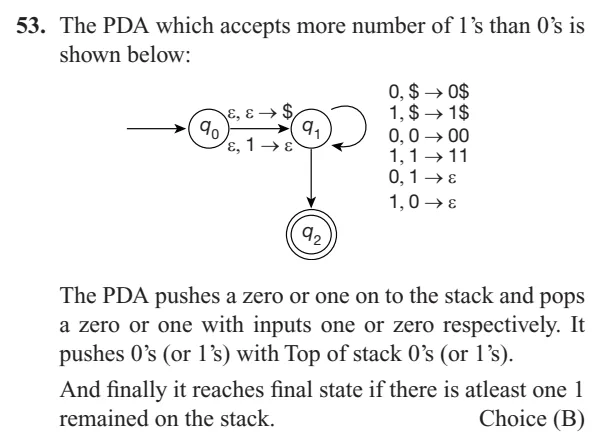 53. The PDA which accepts more number of 1's than 0's is
shown below:
0, $ → 0$
ε, ε → $
1, $ → 1$
q0
q1
0, 0 → 00
ε, 1 → ε
1, 1 → 11
0, 1 → ε
1, 0 → ε
q2
The PDA pushes a zero or one on to the stack and pops
a zero or one with inputs one or zero respectively. It
pushes 0's (or 1's) with Top of stack 0's (or 1's).
And finally it reaches final state if there is atleast one 1
remained on the stack. Choice (B)